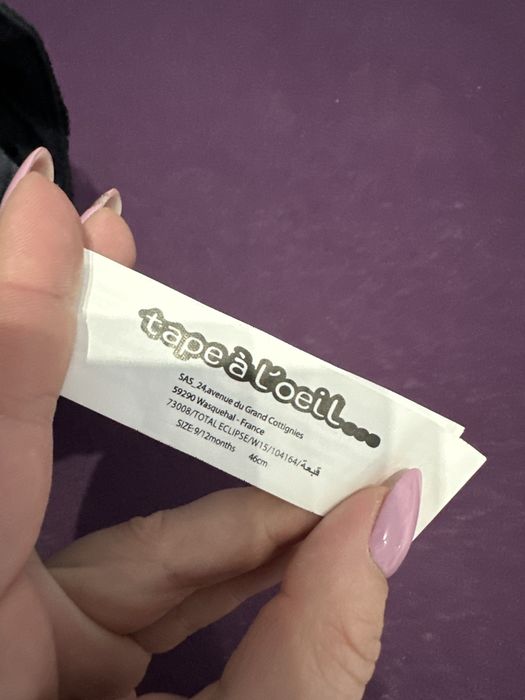 tape à l'oeil....
SAS_24,avenue du Grand Cottignies
59290 Wasquehal - France
73008/TOTAL ECLIPSE/W15/104164/قبعة
SIZE:9/12months 46cm